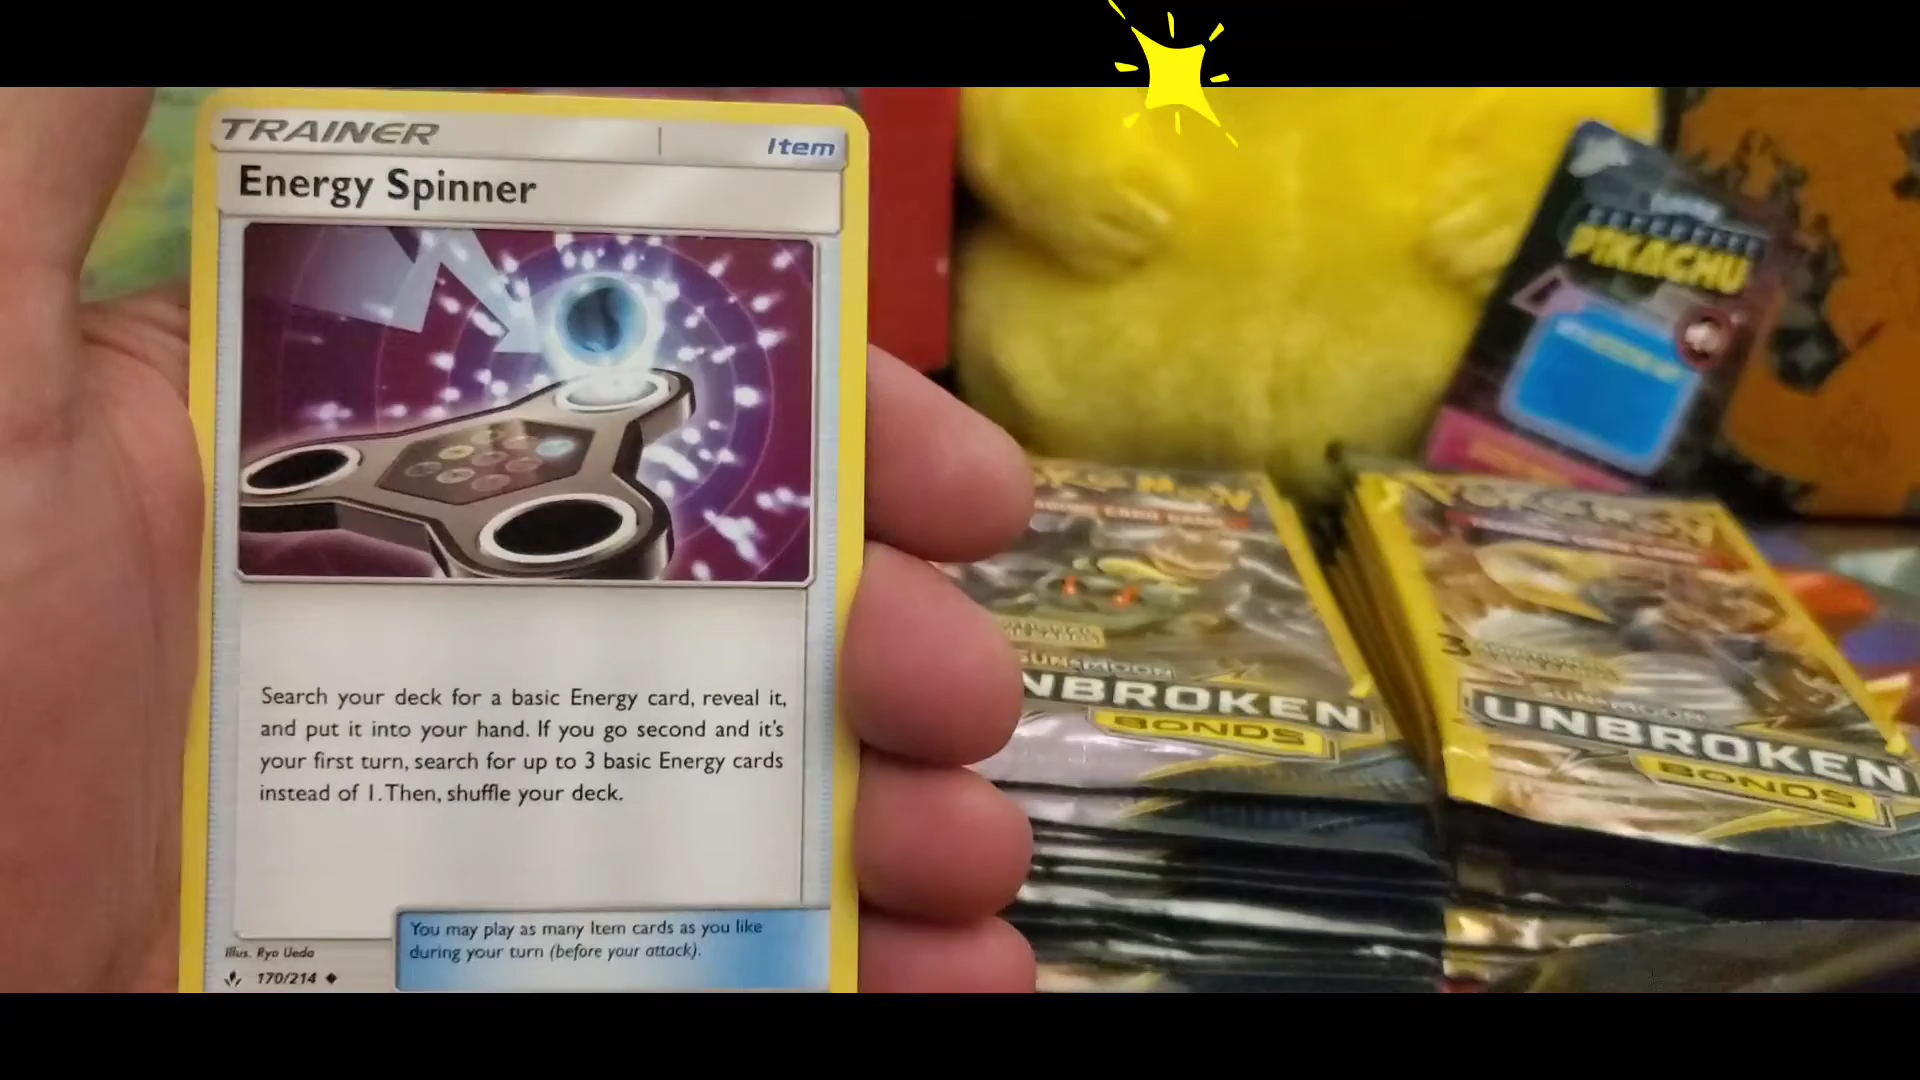 TRAINER
Item
Energy Spinner
Search your deck for a basic Energy card, reveal it,
and put it into your hand. If you go second and it's
your first turn, search for up to 3 basic Energy cards
instead of 1. Then, shuffle your deck.
You may play as many Item cards as you like
during your turn (before your attack).
Illus. Ryo Ueda
170/214
PIKACHU
SUN & MOON
NBROKEN
BONDS
POKéMON
3
SUN & MOON
UNBROKEN
BONDS